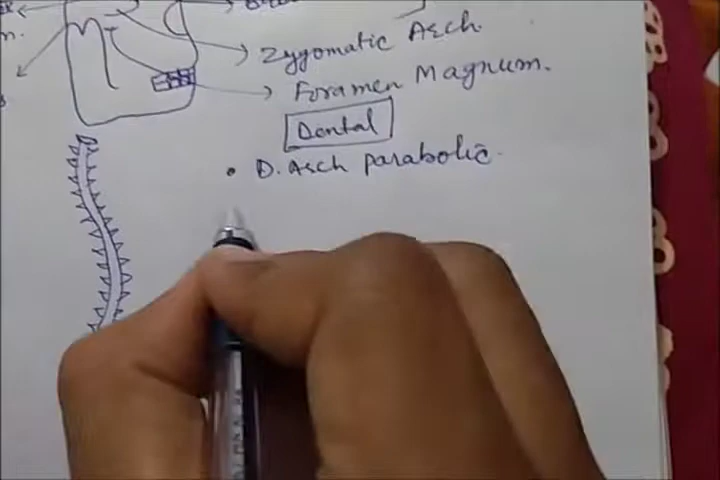 Zygomatic Arch
Foramen Magnum.
Dental
• D. Arch parabolic